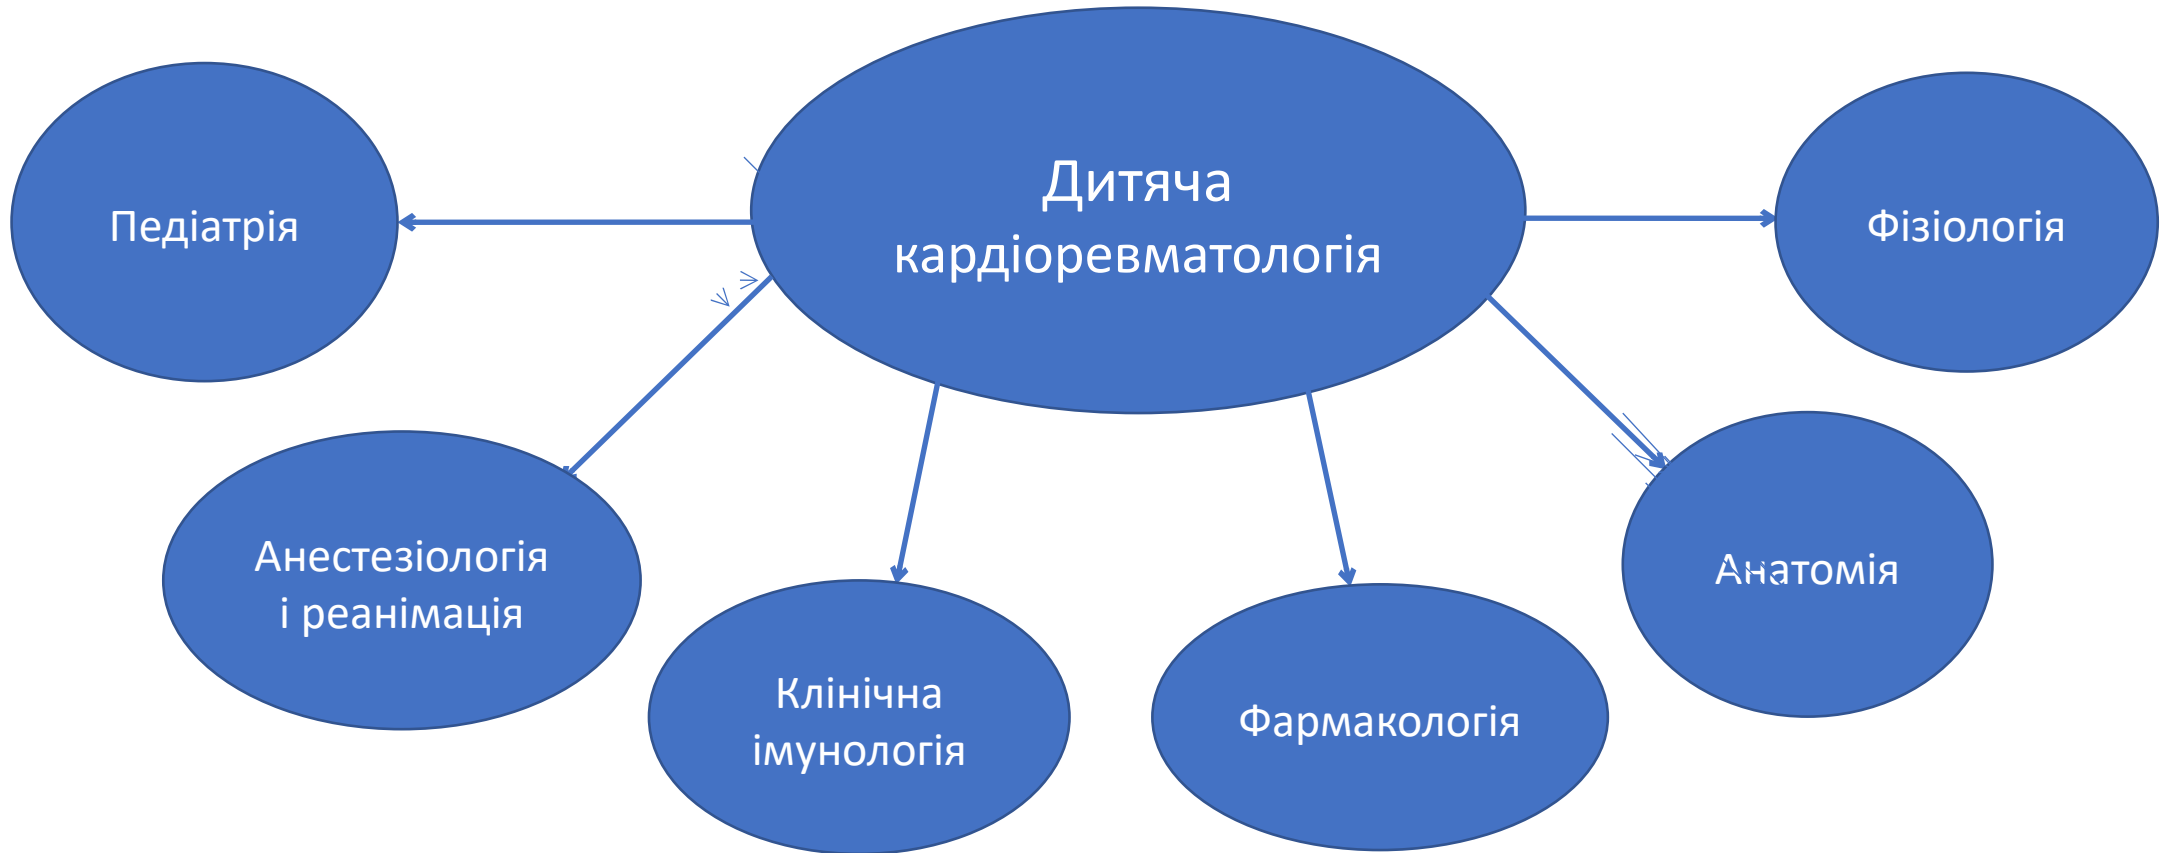 Дитяча
кардіоревматологія
Педіатрія
Фізіологія
Анестезіологія
і реанімація
Клінічна
імунологія
Фармакологія
Анатомія